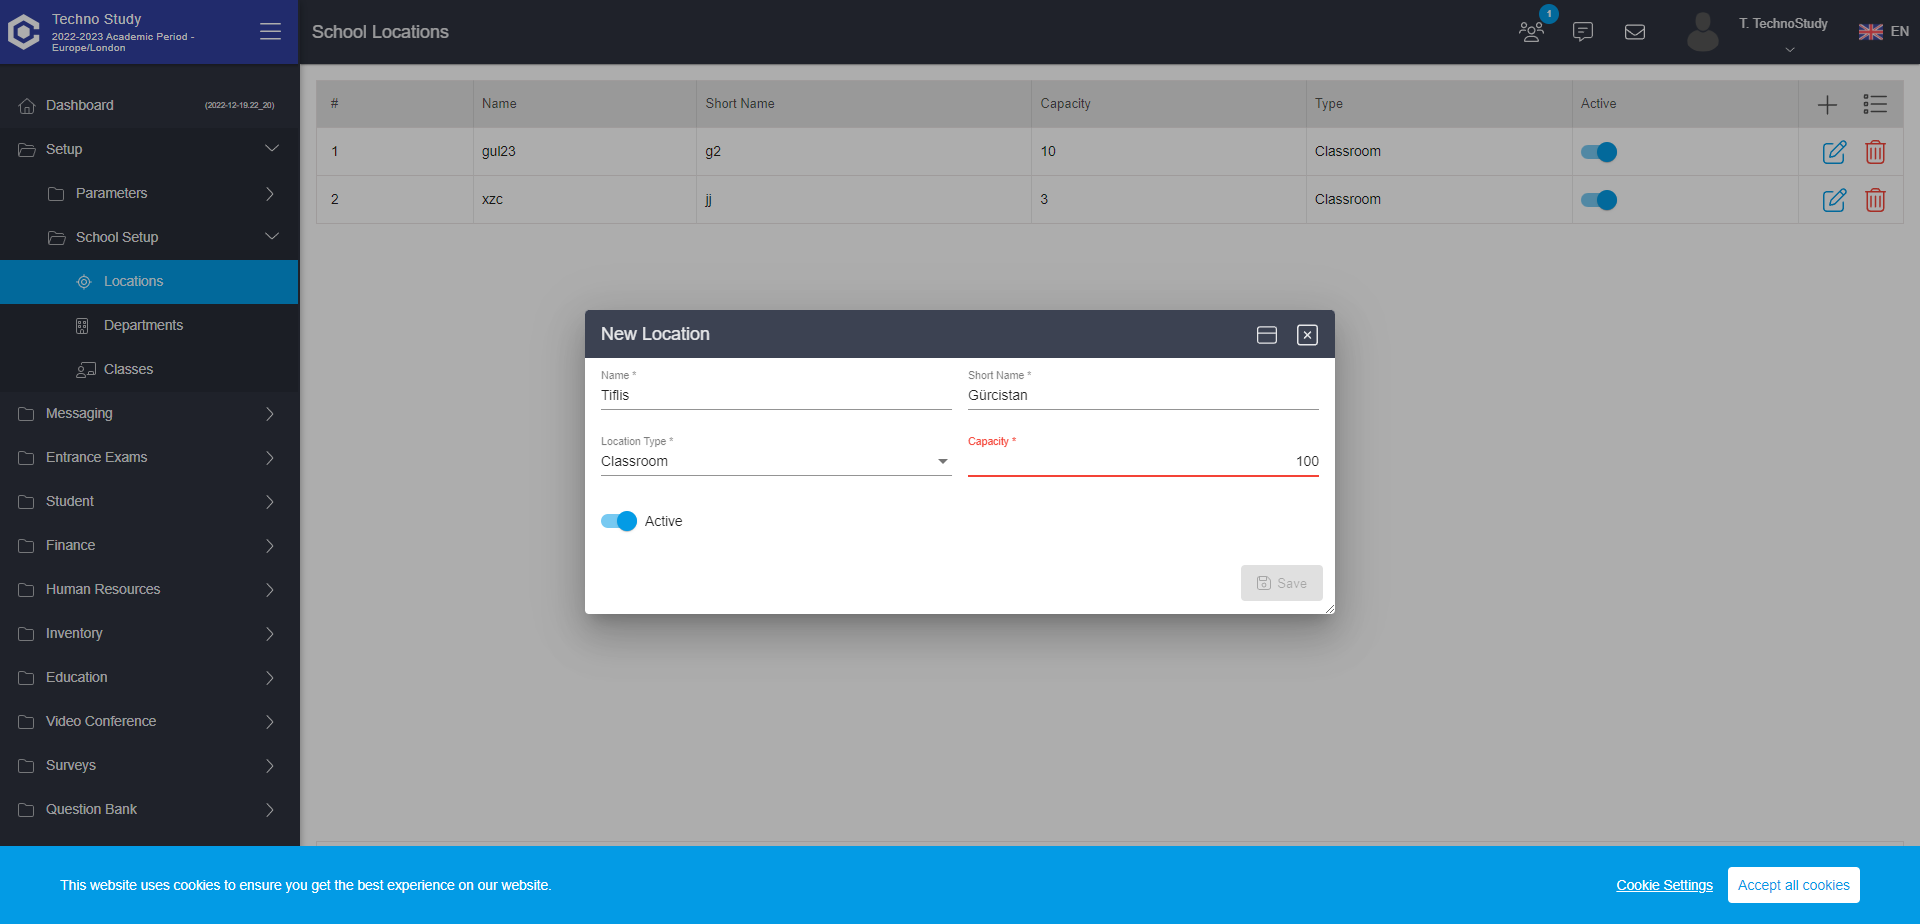 Techno Study
2022-2023 Academic Period -
Europe/London
School Locations
1
T. TechnoStudy
EN
Dashboard (2022-12-19.22_20)
Setup
Parameters
School Setup
Locations
Departments
Classes
Messaging
Entrance Exams
Student
Finance
Human Resources
Inventory
Education
Video Conference
Surveys
Question Bank
# Name Short Name Capacity Type Active
1 gul23 g2 10 Classroom
2 xzc jj 3 Classroom
New Location
Name * Short Name *
Tiflis Gürcistan
Location Type * Capacity *
Classroom 100
Active
Save
This website uses cookies to ensure you get the best experience on our website. Cookie Settings Accept all cookies